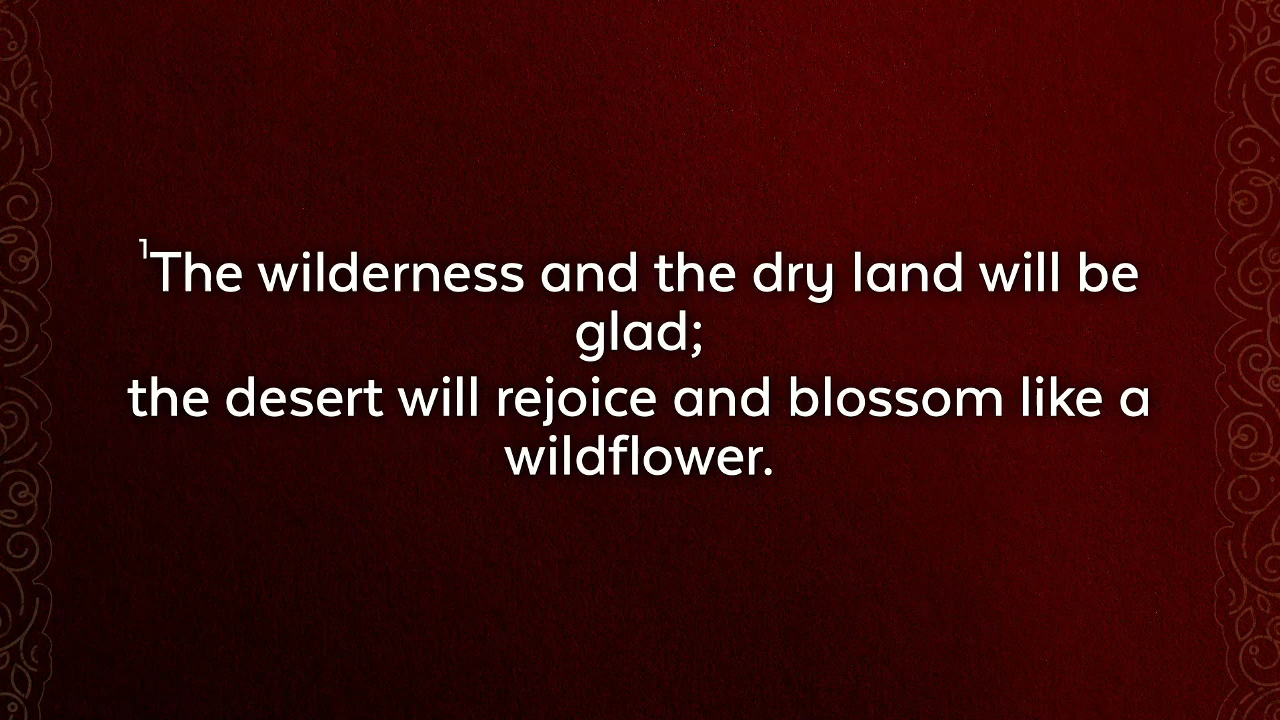 ¹The wilderness and the dry land will be
glad;
the desert will rejoice and blossom like a
wildflower.